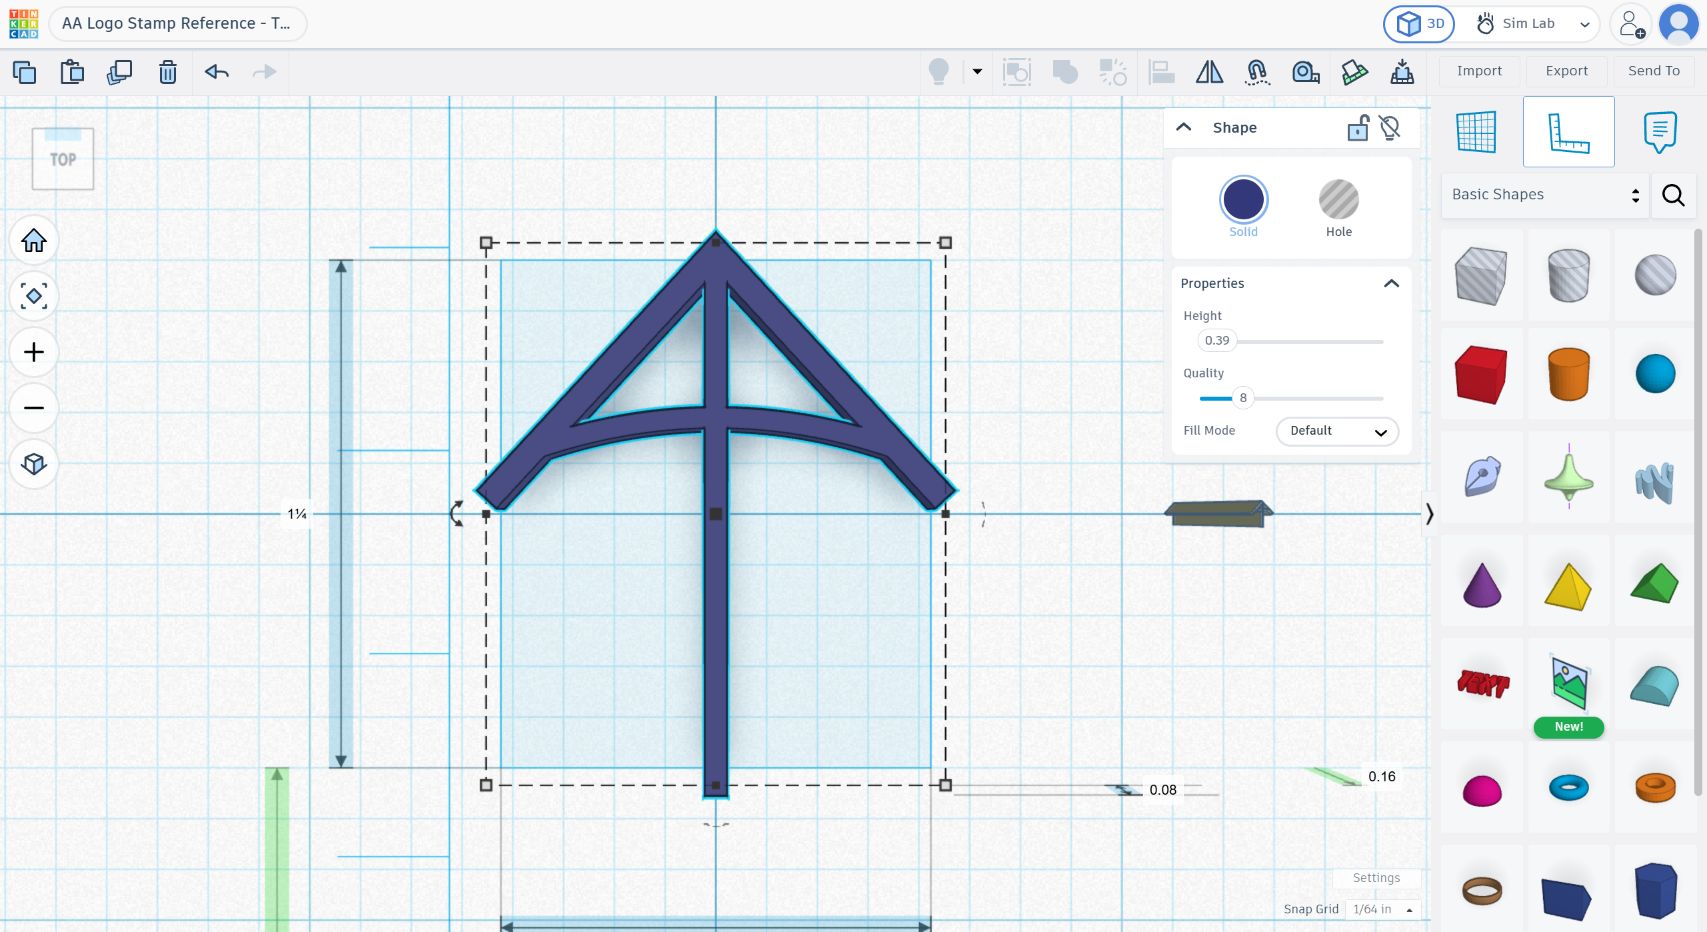 TIN
KER
CAD
AA Logo Stamp Reference - T...
3D
Sim Lab
Import
Export
Send To
TOP
Shape
Solid
Hole
Properties
Height
0.39
Quality
8
Fill Mode
Default
Basic Shapes
TEXT
New!
1¼
0.08
0.16
Settings
Snap Grid
1/64 in